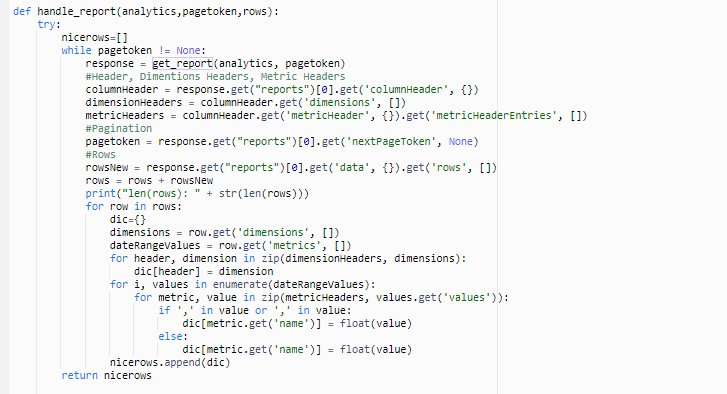 def handle_report(analytics,pagetoken,rows):
    try:
        nicerows=[]
        while pagetoken != None:
            response = get_report(analytics, pagetoken)
            #Header, Dimentions Headers, Metric Headers
            columnHeader = response.get("reports")[0].get('columnHeader', {})
            dimensionHeaders = columnHeader.get('dimensions', [])
            metricHeaders = columnHeader.get('metricHeader', {}).get('metricHeaderEntries', [])
            #Pagination
            pagetoken = response.get("reports")[0].get('nextPageToken', None)
            #Rows
            rowsNew = response.get("reports")[0].get('data', {}).get('rows', [])
            rows = rows + rowsNew
            print("len(rows): " + str(len(rows)))
            for row in rows:
                dic={}
                dimensions = row.get('dimensions', [])
                dateRangeValues = row.get('metrics', [])
                for header, dimension in zip(dimensionHeaders, dimensions):
                    dic[header] = dimension
                for i, values in enumerate(dateRangeValues):
                    for metric, value in zip(metricHeaders, values.get('values')):
                        if ',' in value or ',' in value:
                            dic[metric.get('name')] = float(value)
                        else:
                            dic[metric.get('name')] = float(value)
                nicerows.append(dic)
        return nicerows